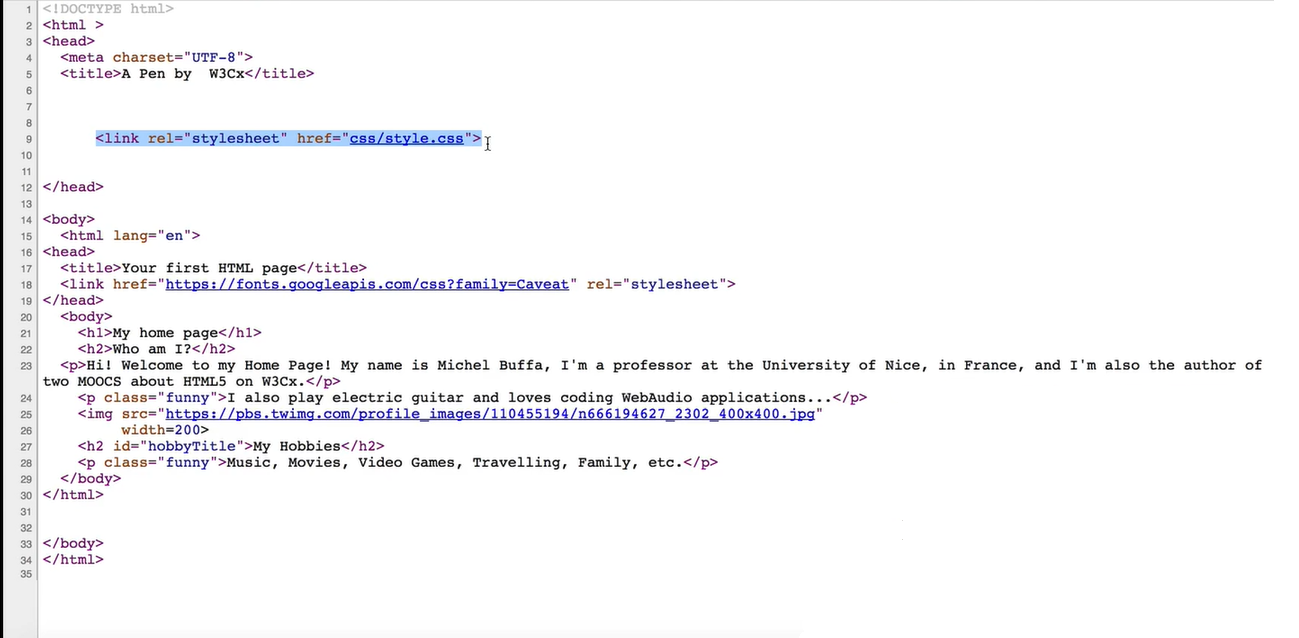 1 <!DOCTYPE html>
2 <html >
3 <head>
4 <meta charset="UTF-8">
5 <title>A Pen by  W3Cx</title>
6
7
8
9 <link rel="stylesheet" href="css/style.css">
10
11
12 </head>
13
14 <body>
15 <html lang="en">
16 <head>
17 <title>Your first HTML page</title>
18 <link href="https://fonts.googleapis.com/css?family=Caveat" rel="stylesheet">
19 </head>
20 <body>
21 <h1>My home page</h1>
22 <h2>Who am I?</h2>
23 <p>Hi! Welcome to my Home Page! My name is Michel Buffa, I'm a professor at the University of Nice, in France, and I'm also the author of
two MOOCS about HTML5 on W3Cx.</p>
24 <p class="funny">I also play electric guitar and loves coding WebAudio applications...</p>
25 <img src="https://pbs.twimg.com/profile_images/110455194/n666194627_2302_400x400.jpg"
26 width=200>
27 <h2 id="hobbyTitle">My Hobbies</h2>
28 <p class="funny">Music, Movies, Video Games, Travelling, Family, etc.</p>
29 </body>
30 </html>
31
32
33 </body>
34 </html>
35